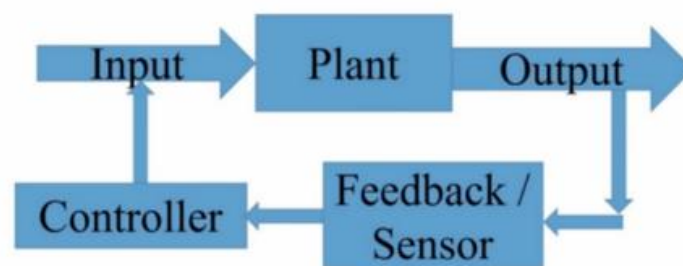 Input
Plant
Output
Controller
Feedback /
Sensor